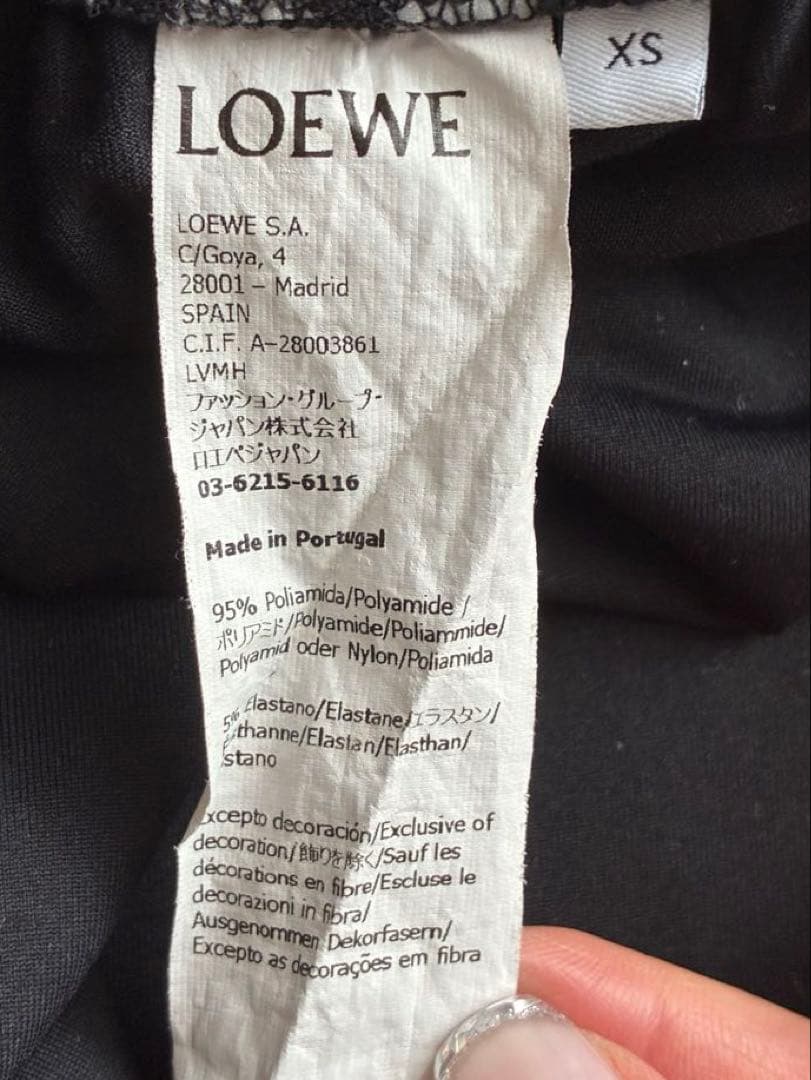 XS
LOEWE
LOEWE S.A.
C/Goya, 4
28001 – Madrid
SPAIN
C.I.F. A-28003861
LVMH
ファッション・グループ・
ジャパン株式会社
ロエベジャパン
03-6215-6116
Made in Portugal
95% Poliamida/Polyamide /
ポリアミド/Polyamide/Poliammide/
Polyamid oder Nylon/Poliamida
5% Elastano/Elastane/エラスタン/
thanne/Elastan/Elasthan/
stano
xcepto decoración/Exclusive of
decoration/飾りを除く/Sauf les
décorations en fibre/Escluse le
decorazioni in fibra/
Ausgenommen Dekorfasern/
Excepto as decorações em fibra